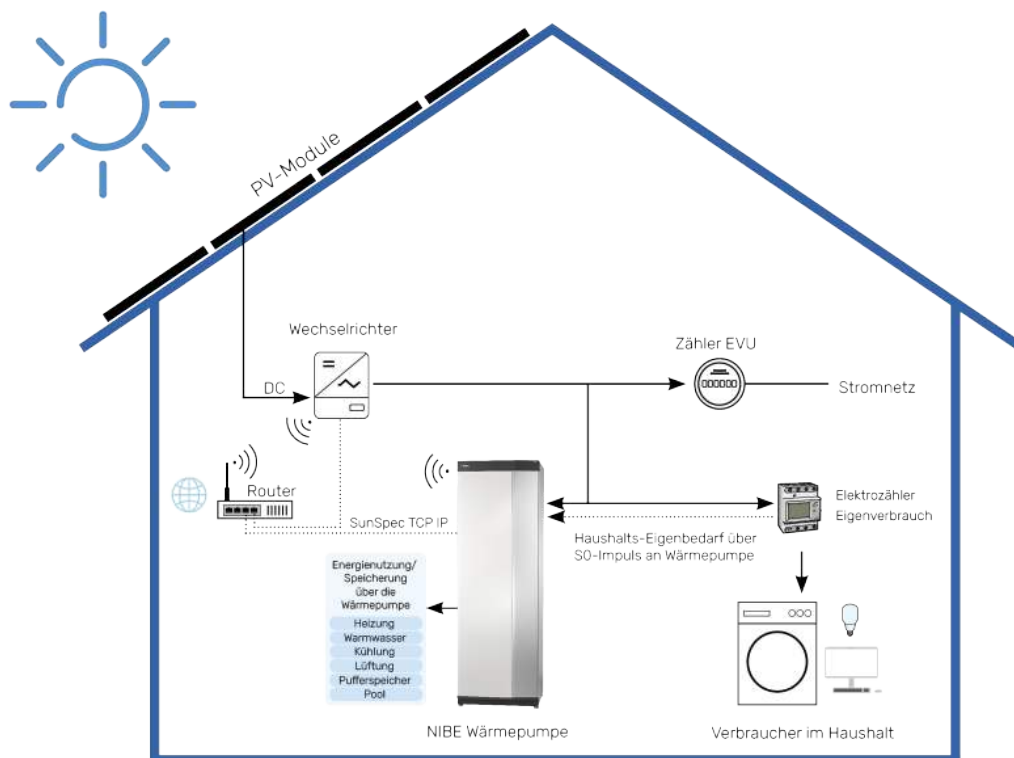 PV-Module
Wechselrichter
DC
Zähler EVU
Stromnetz
Router
SunSpec TCP IP
Elektrozähler
Eigenverbrauch
Haushalts-Eigenbedarf über
S0-Impuls an Wärmepumpe
Energienutzung/
Speicherung
über die
Wärmepumpe
Heizung
Warmwasser
Kühlung
Lüftung
Pufferspeicher
Pool
NIBE Wärmepumpe
Verbraucher im Haushalt